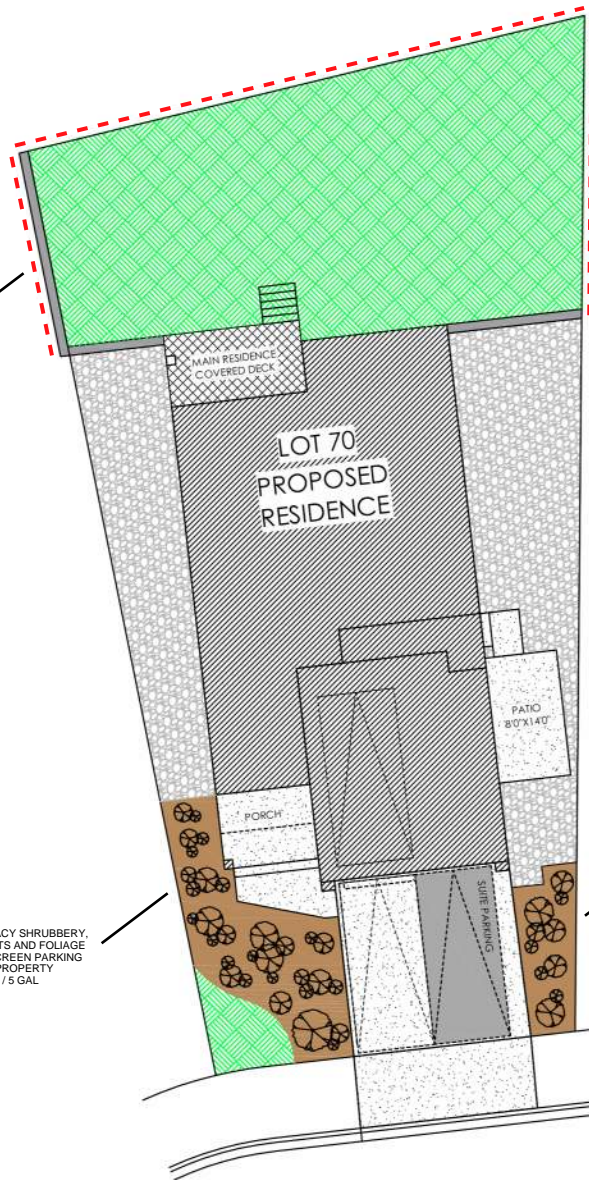 MAIN RESIDENCE
COVERED DECK
LOT 70
PROPOSED
RESIDENCE
PATIO
8'0"X14'0"
PORCH
SUITE PARKING
ACY SHRUBBERY,
TS AND FOLIAGE
CREEN PARKING
PROPERTY
/ 5 GAL